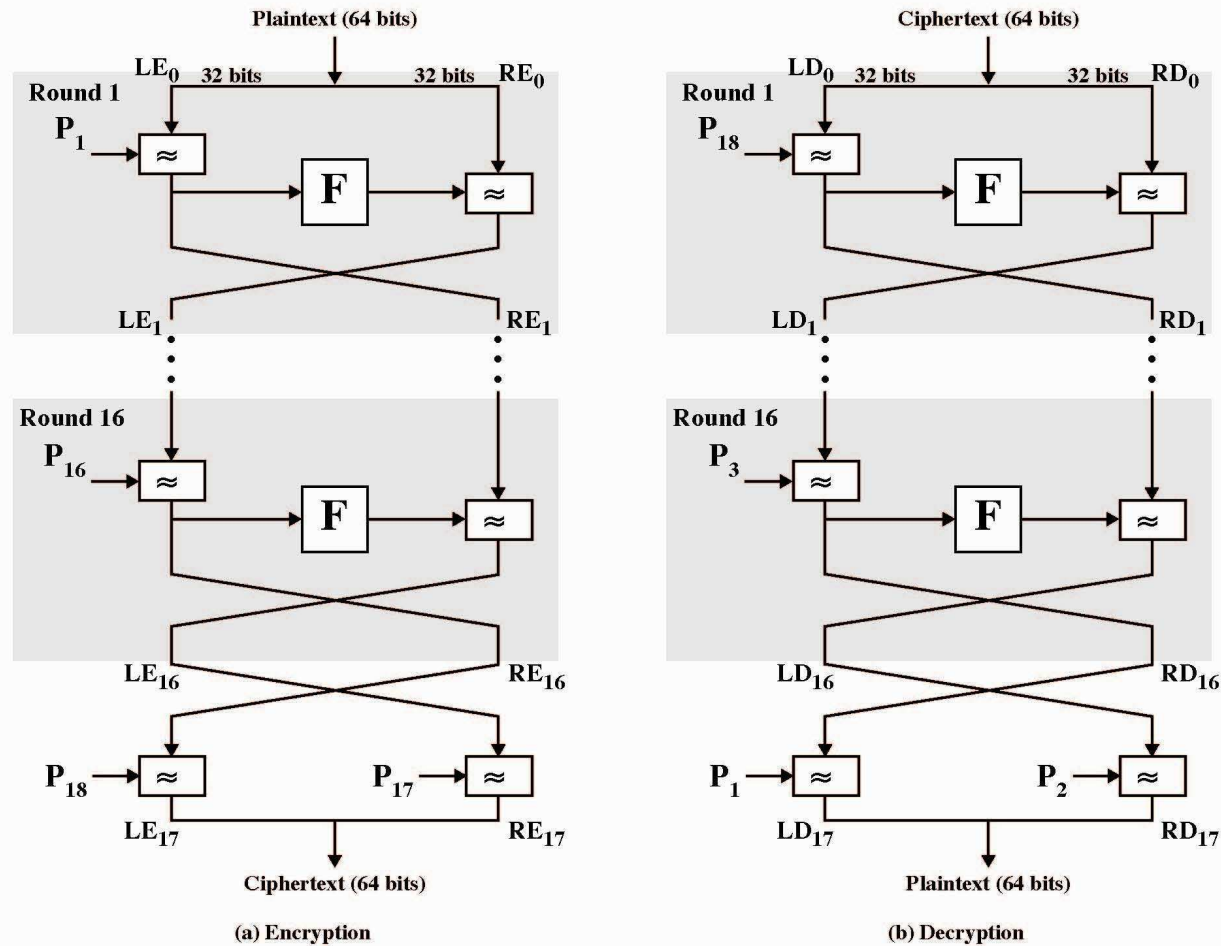 Plaintext (64 bits)
LE0 32 bits 32 bits RE0
Round 1
P1
≈
F
≈
LE1 RE1
Round 16
P16
≈
F
≈
LE16 RE16
P18 ≈ P17 ≈
LE17 RE17
Ciphertext (64 bits)
(a) Encryption
Ciphertext (64 bits)
LD0 32 bits 32 bits RD0
Round 1
P18
≈
F
≈
LD1 RD1
Round 16
P3
≈
F
≈
LD16 RD16
P1 ≈ P2 ≈
LD17 RD17
Plaintext (64 bits)
(b) Decryption